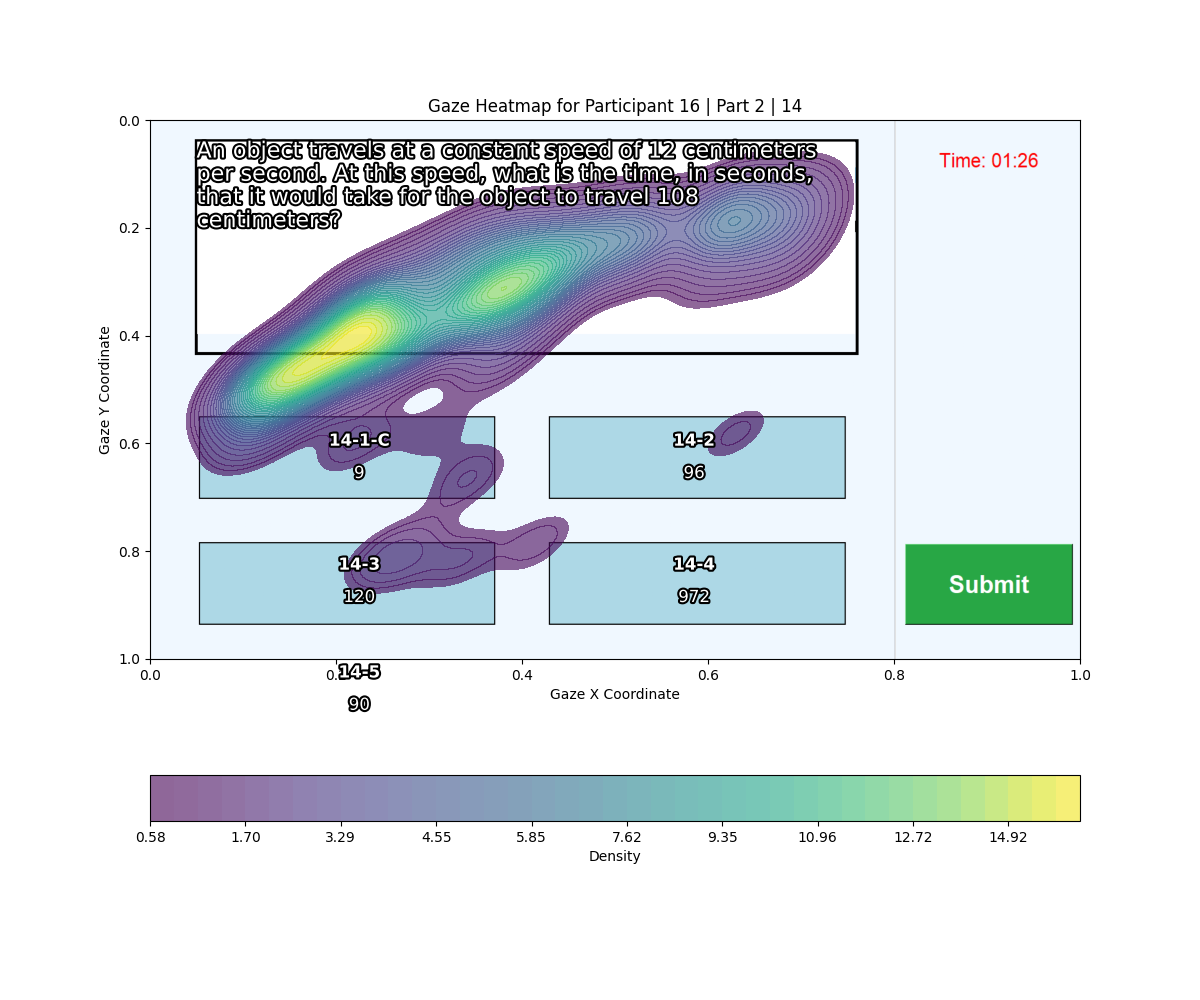 Gaze Heatmap for Participant 16 | Part 2 | 14
An object travels at a constant speed of 12 centimeters
per second. At this speed, what is the time, in seconds,
that it would take for the object to travel 108
centimeters?
Time: 01:26
0.0
0.2
0.4
0.6
0.8
1.0
Gaze Y Coordinate
14-1-C
9
14-2
96
14-3
120
14-4
972
Submit
14-5
90
0.0 0.2 0.4 0.6 0.8 1.0
Gaze X Coordinate
0.58 1.70 3.29 4.55 5.85 7.62 9.35 10.96 12.72 14.92
Density